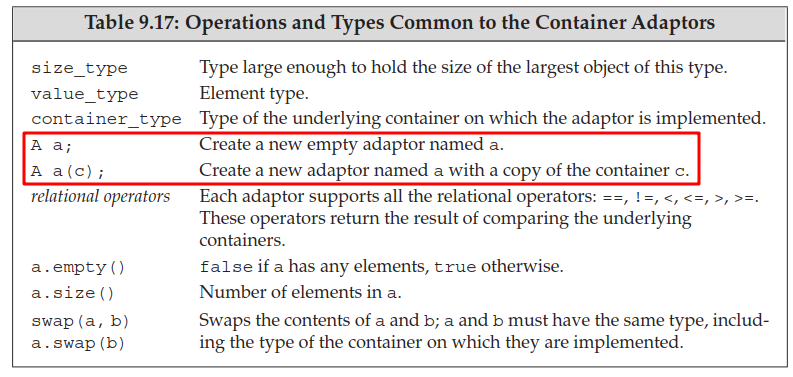 Table 9.17: Operations and Types Common to the Container Adaptors
size_type Type large enough to hold the size of the largest object of this type.
value_type Element type.
container_type Type of the underlying container on which the adaptor is implemented.
A a; Create a new empty adaptor named a.
A a(c); Create a new adaptor named a with a copy of the container c.
relational operators Each adaptor supports all the relational operators: ==, !=, <, <=, >, >=.
These operators return the result of comparing the underlying
containers.
a.empty() false if a has any elements, true otherwise.
a.size() Number of elements in a.
swap(a,b) Swaps the contents of a and b; a and b must have the same type, includ-
a.swap(b) ing the type of the container on which they are implemented.